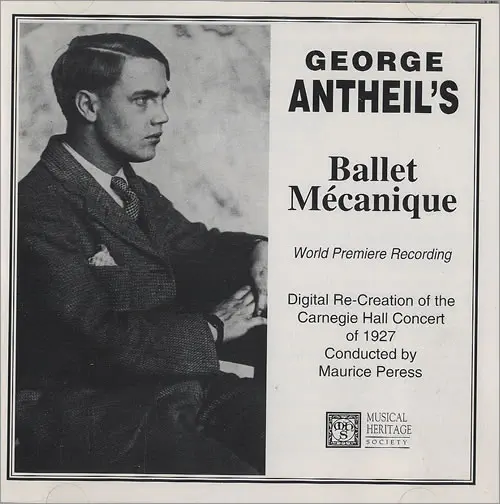 GEORGE
ANTHEIL'S
Ballet
Mécanique
World Premiere Recording
Digital Re-Creation of the
Carnegie Hall Concert
of 1927
Conducted by
Maurice Peress
MHS
MUSICAL
HERITAGE
SOCIETY